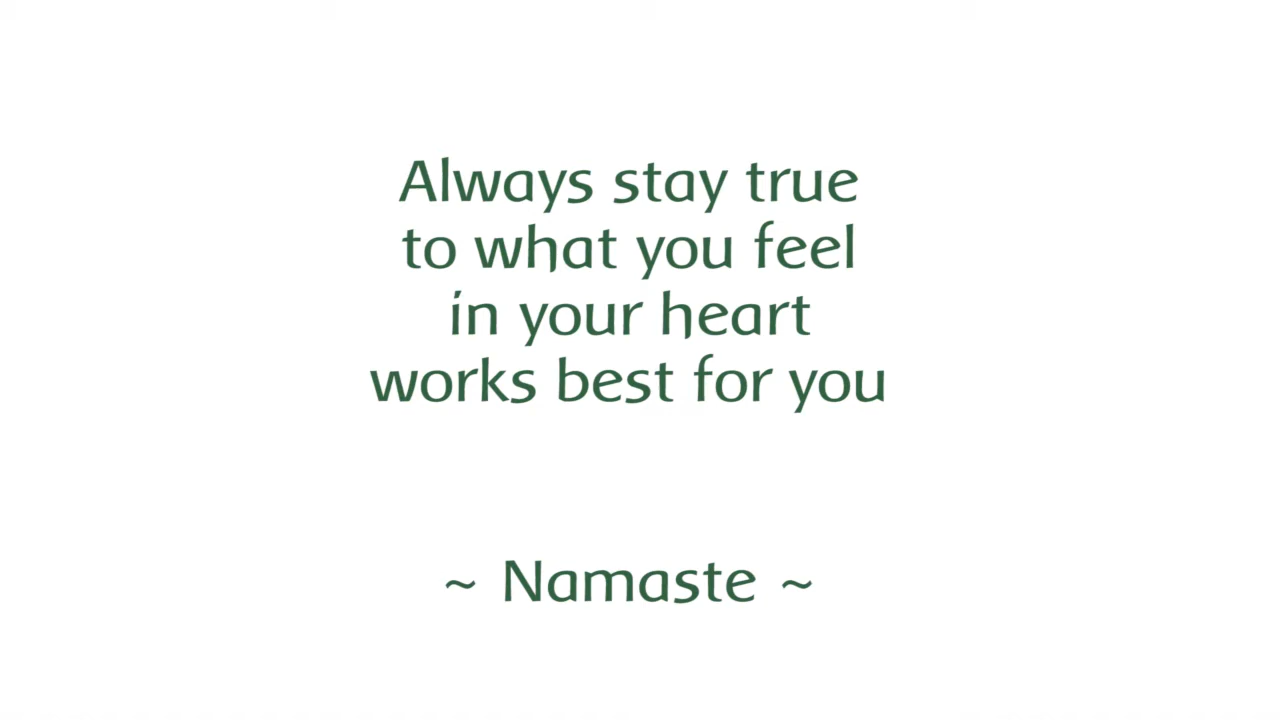 Always stay true
to what you feel
in your heart
works best for you
~ Namaste ~